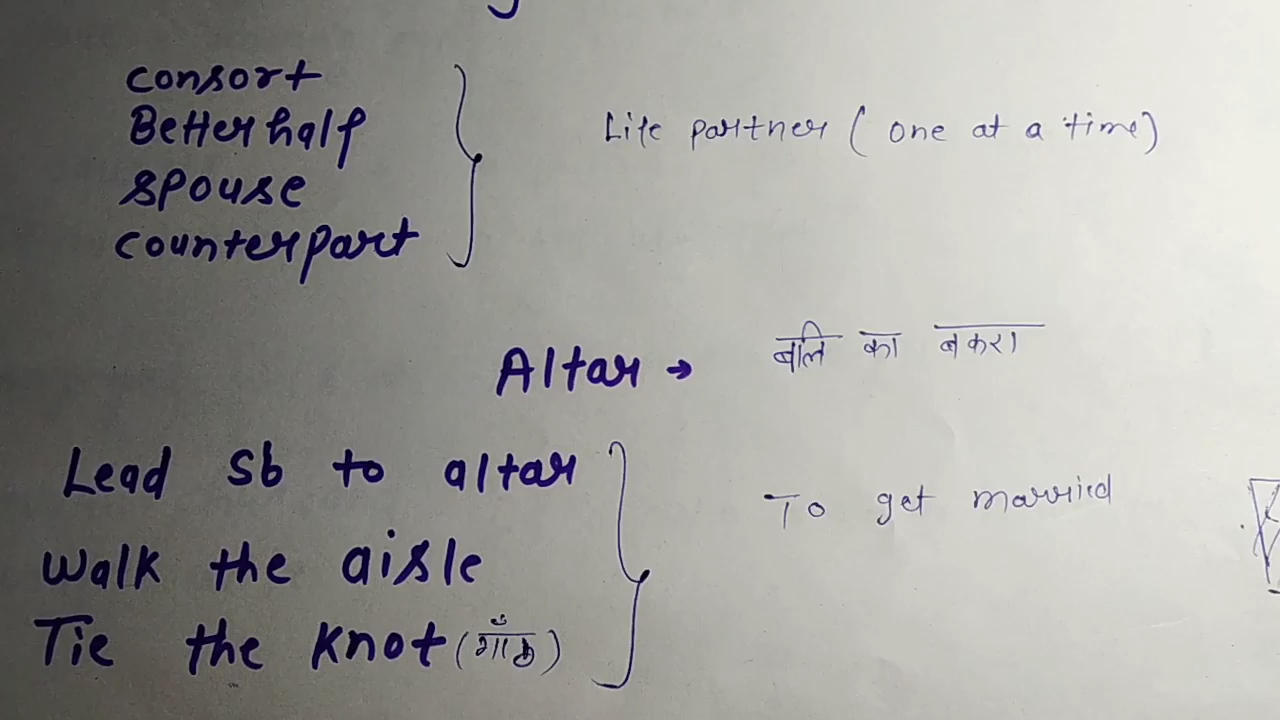 consort
Better half
spouse
counterpart
Life partner ( one at a time)
Altar → बलि का बकरा
Lead sb to altar
walk the aisle
Tie the knot (गाँठ)
To get married